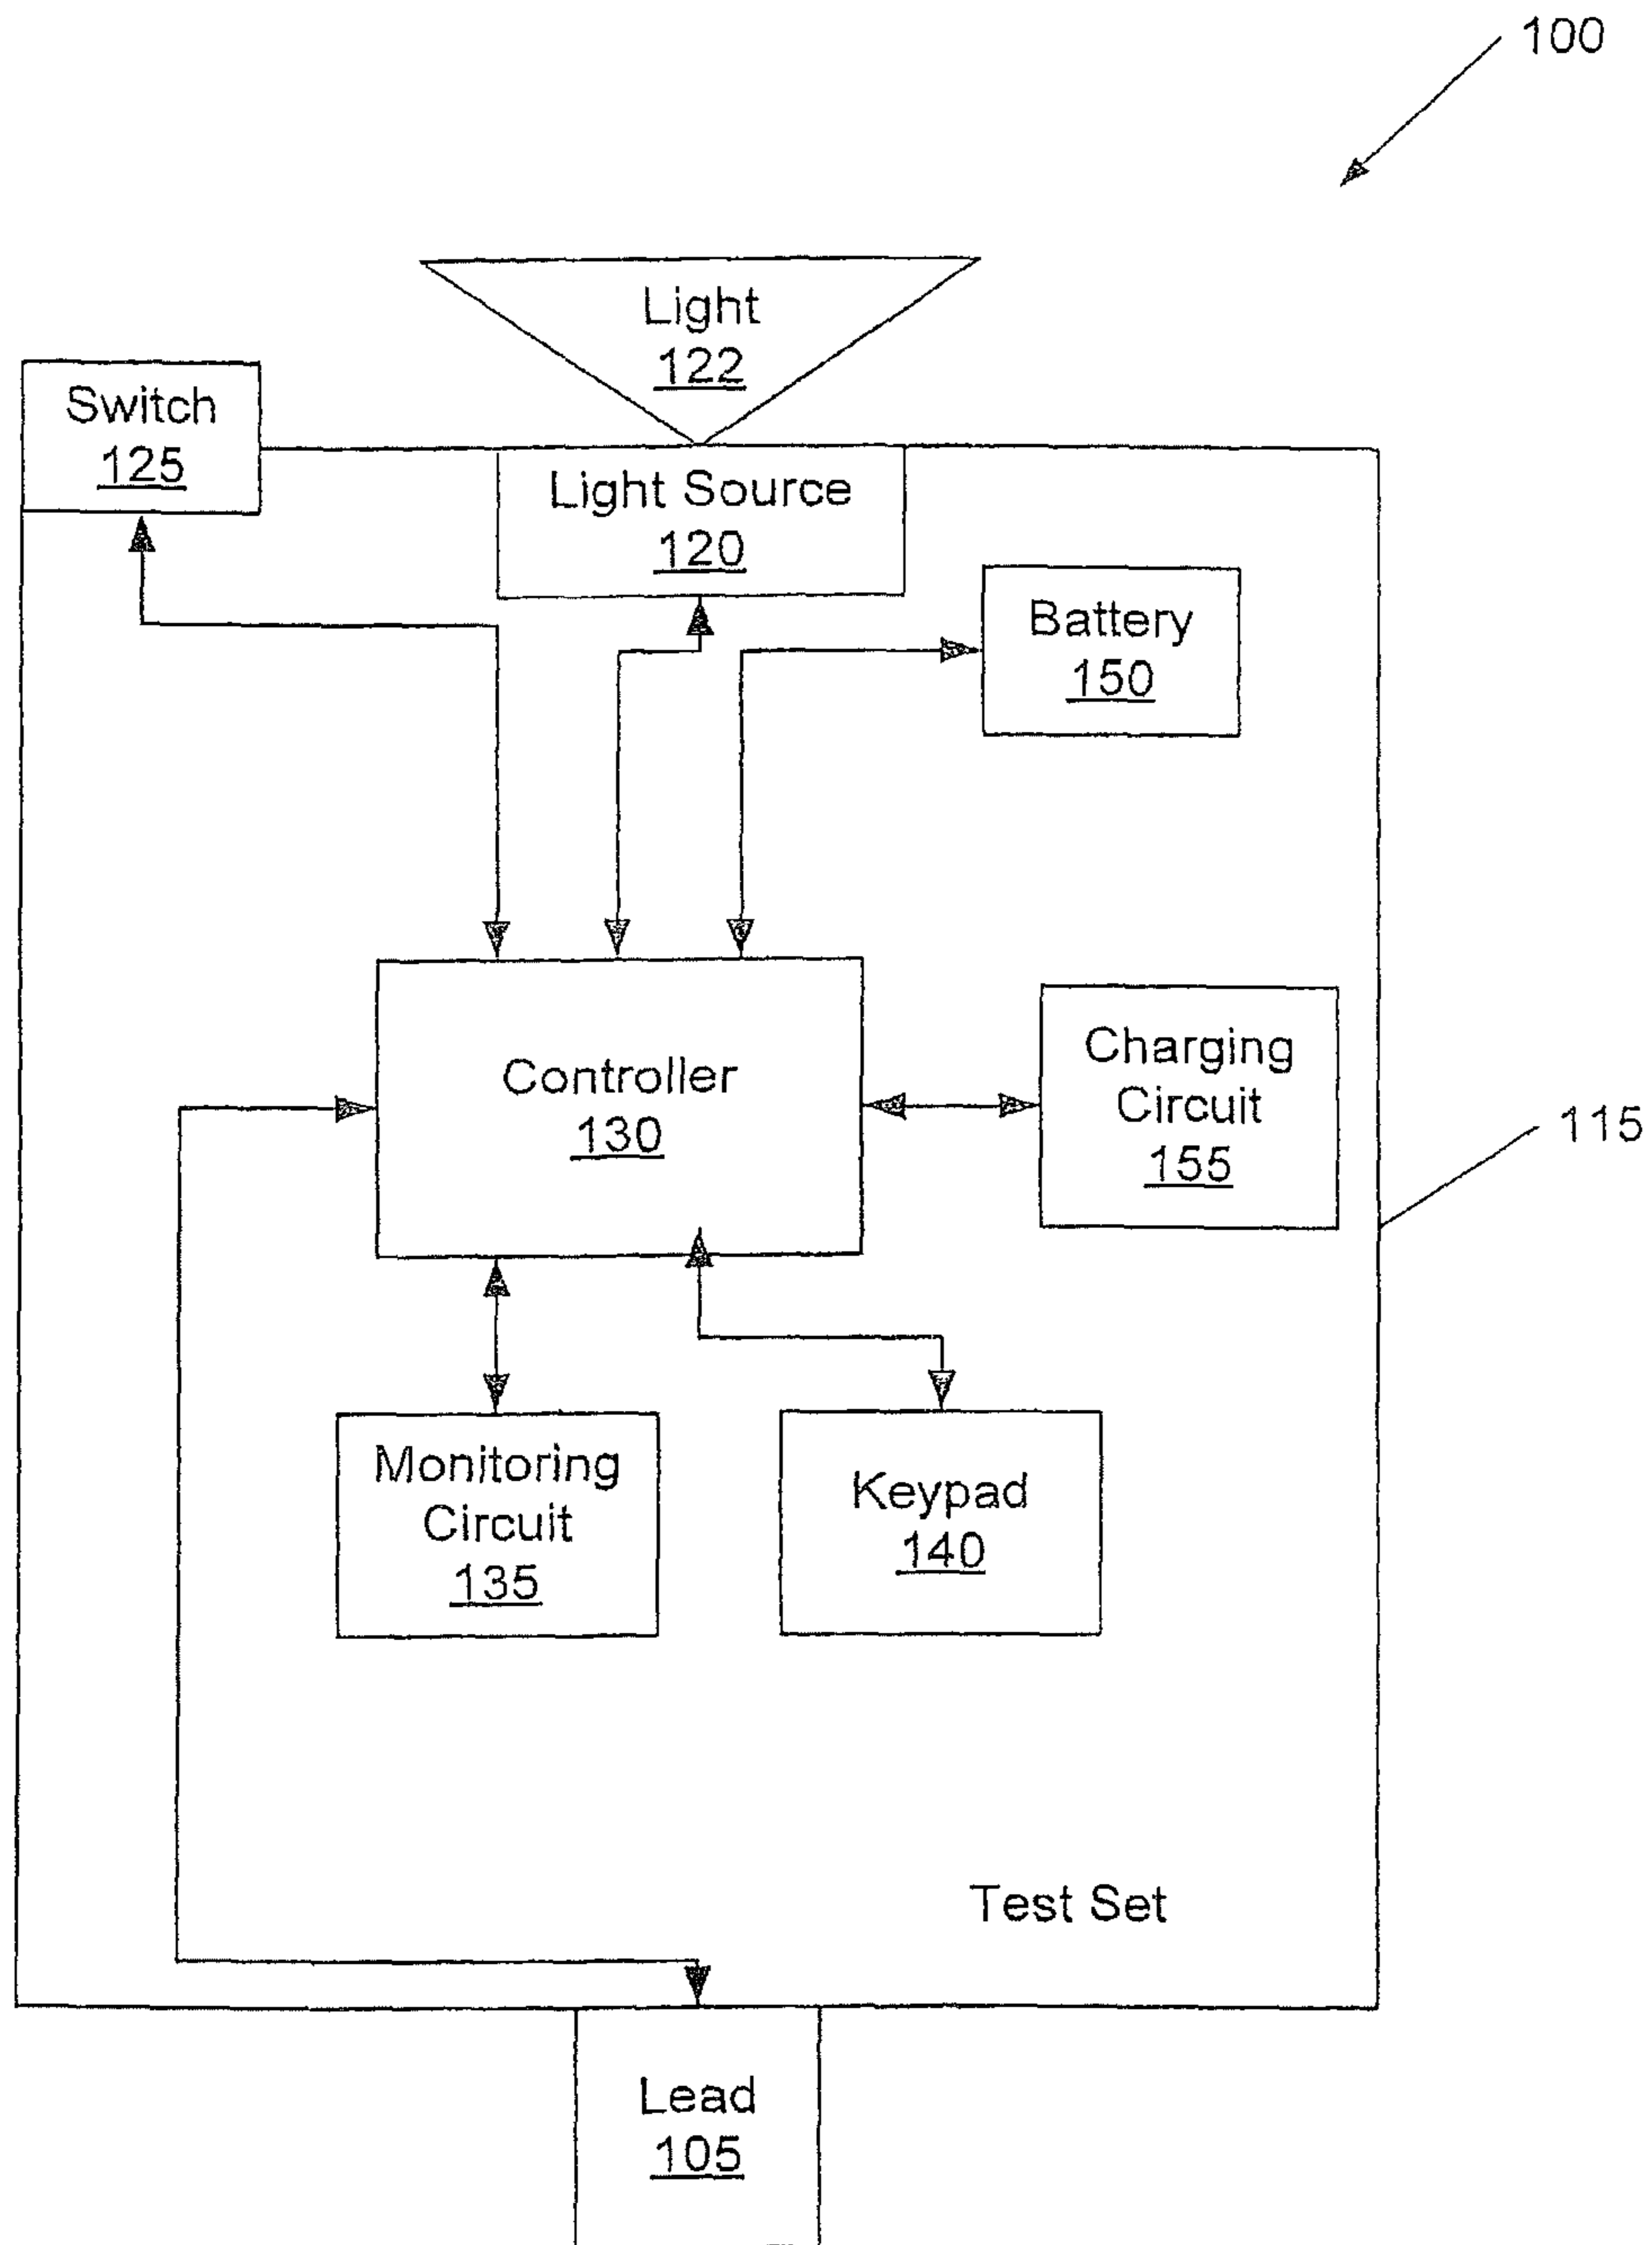 100
Light
122
Switch
125
Light Source
120
Battery
150
Controller
130
Charging
Circuit
155
115
Monitoring
Circuit
135
Keypad
140
Test Set
Lead
105